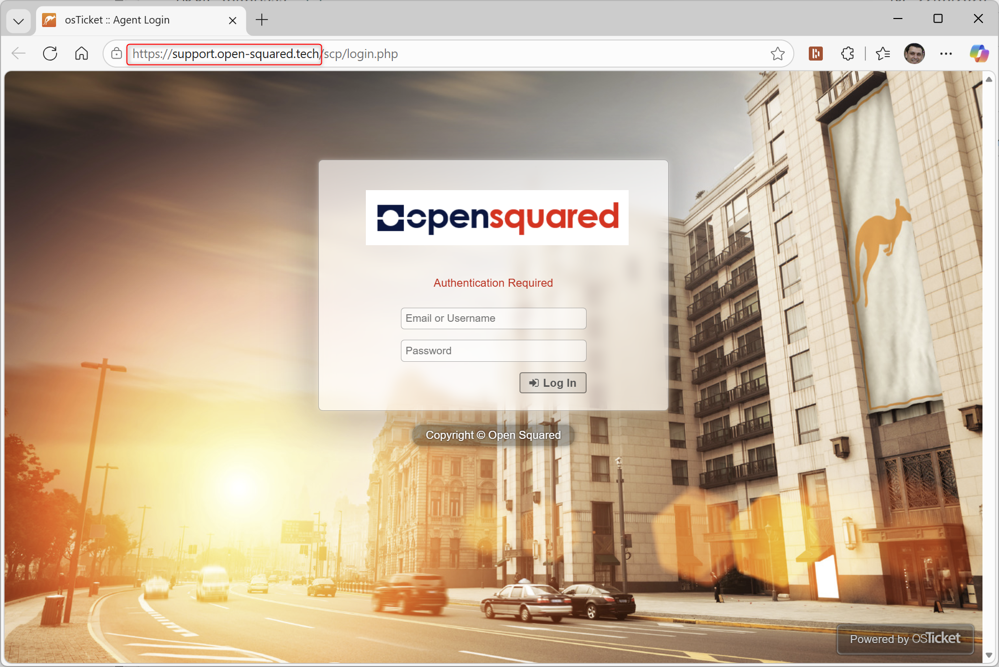 osTicket :: Agent Login
https://support.open-squared.tech/scp/login.php
opensquared
Authentication Required
Email or Username
Password
Log In
Copyright © Open Squared
Powered by osTicket